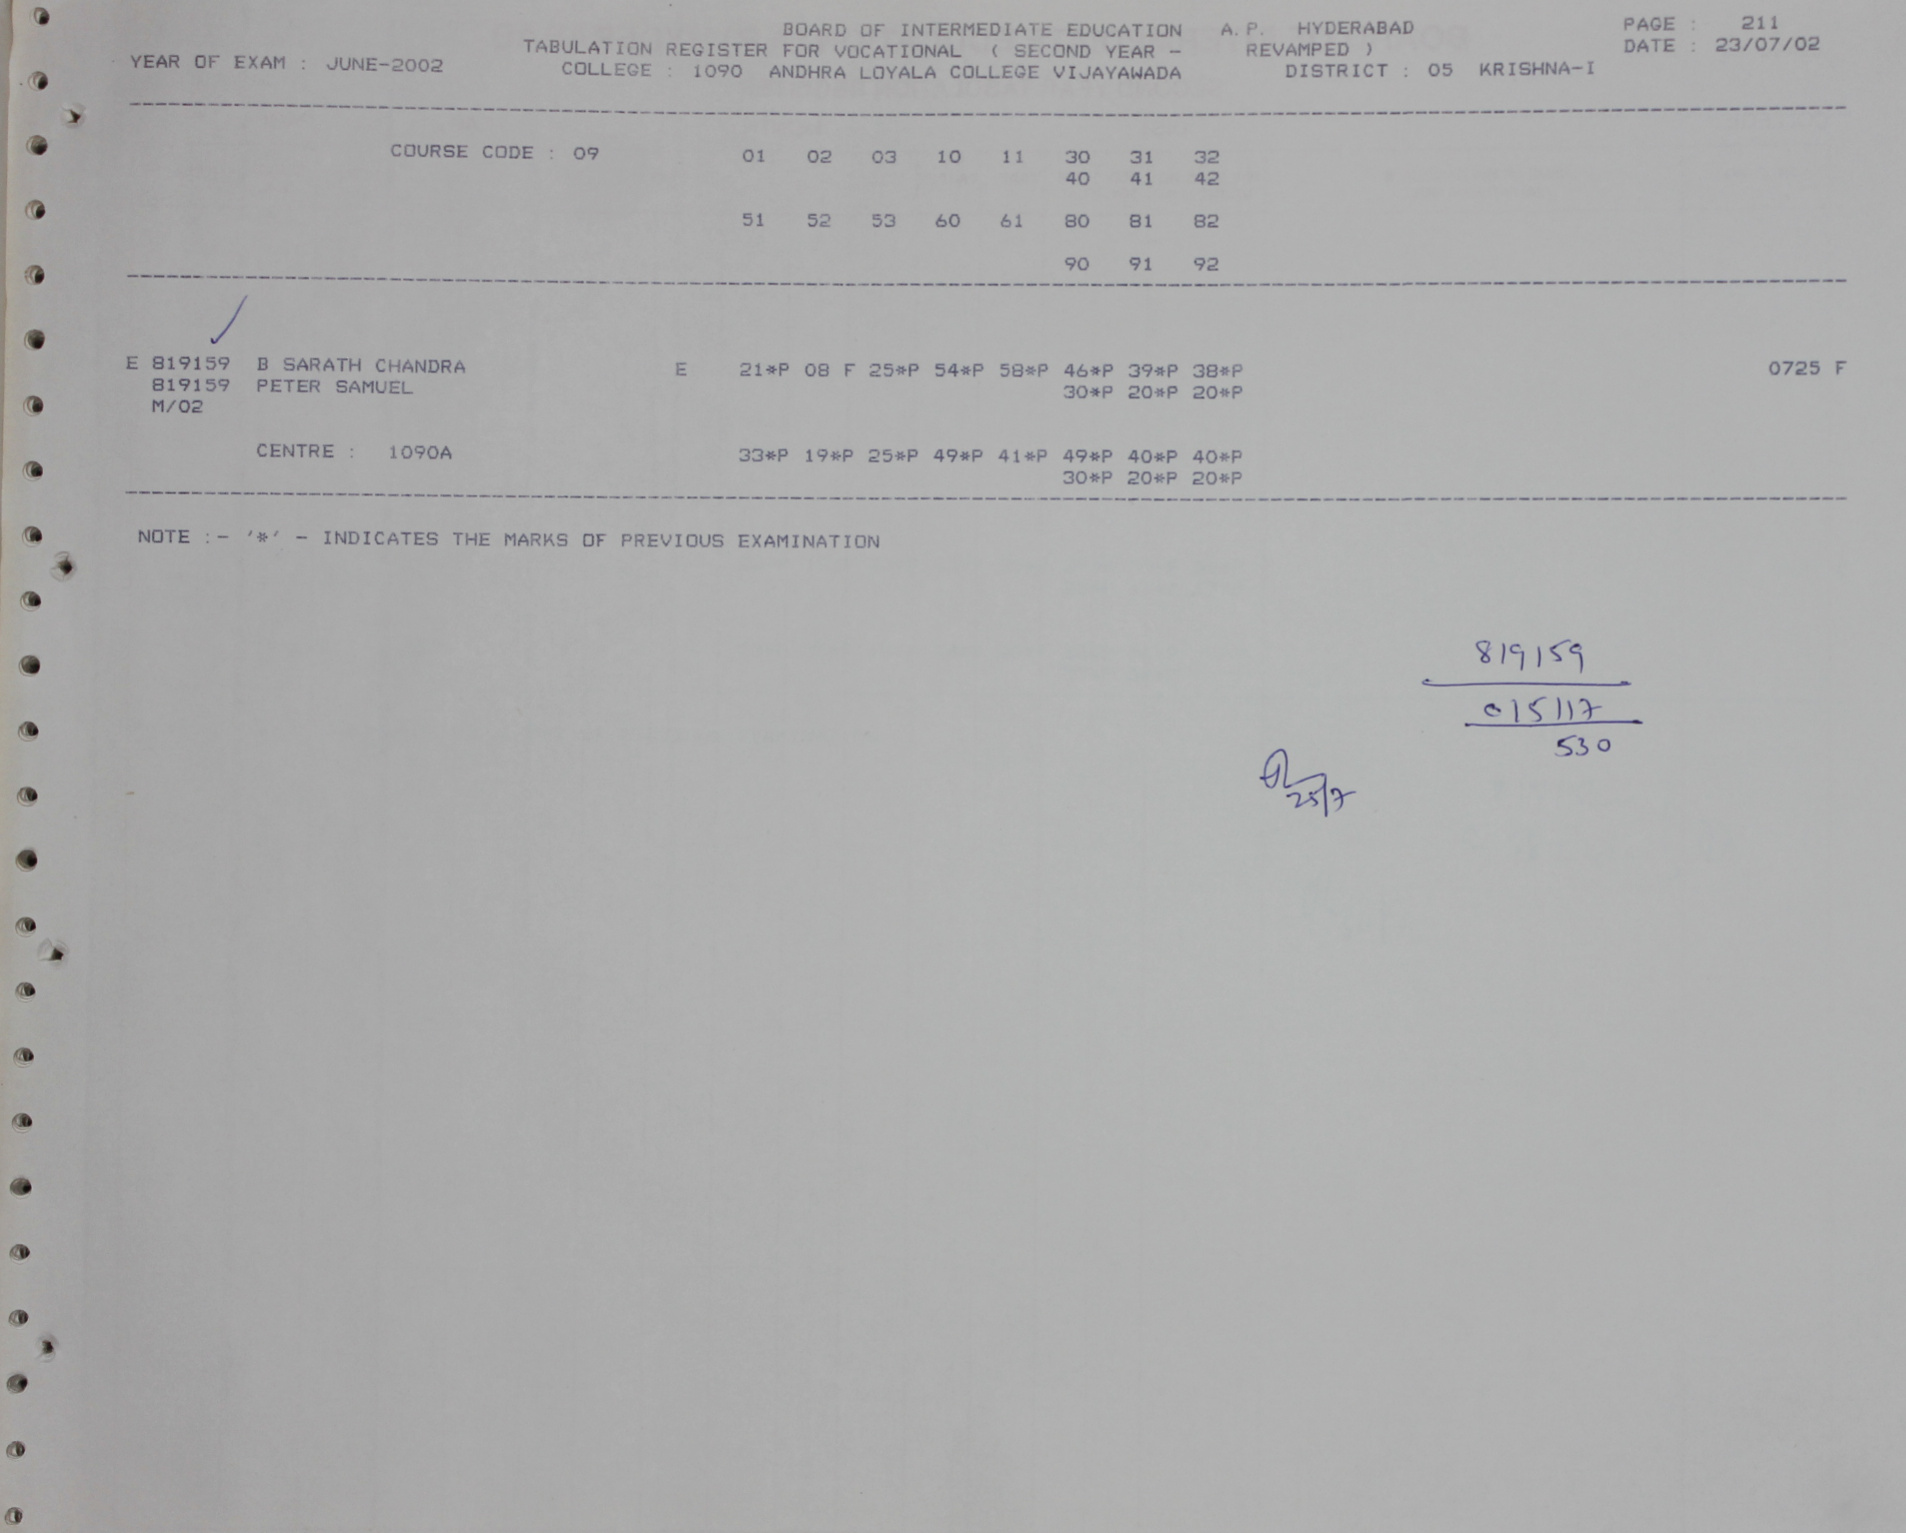 BOARD OF INTERMEDIATE EDUCATION A.P. HYDERABAD PAGE : 211
TABULATION REGISTER FOR VOCATIONAL ( SECOND YEAR - REVAMPED ) DATE : 23/07/02
YEAR OF EXAM : JUNE-2002 COLLEGE : 1090 ANDHRA LOYALA COLLEGE VIJAYAWADA DISTRICT : 05 KRISHNA-I
COURSE CODE : 09 01 02 03 10 11 30 31 32
40 41 42
51 52 53 60 61 80 81 82
90 91 92
E 819159 B SARATH CHANDRA E 21*P 08 F 25*P 54*P 58*P 46*P 39*P 38*P 0725 F
819159 PETER SAMUEL 30*P 20*P 20*P
M/02
CENTRE : 1090A 33*P 19*P 25*P 49*P 41*P 49*P 40*P 40*P
30*P 20*P 20*P
NOTE :- '*' - INDICATES THE MARKS OF PREVIOUS EXAMINATION
819159
015117
530
25/7